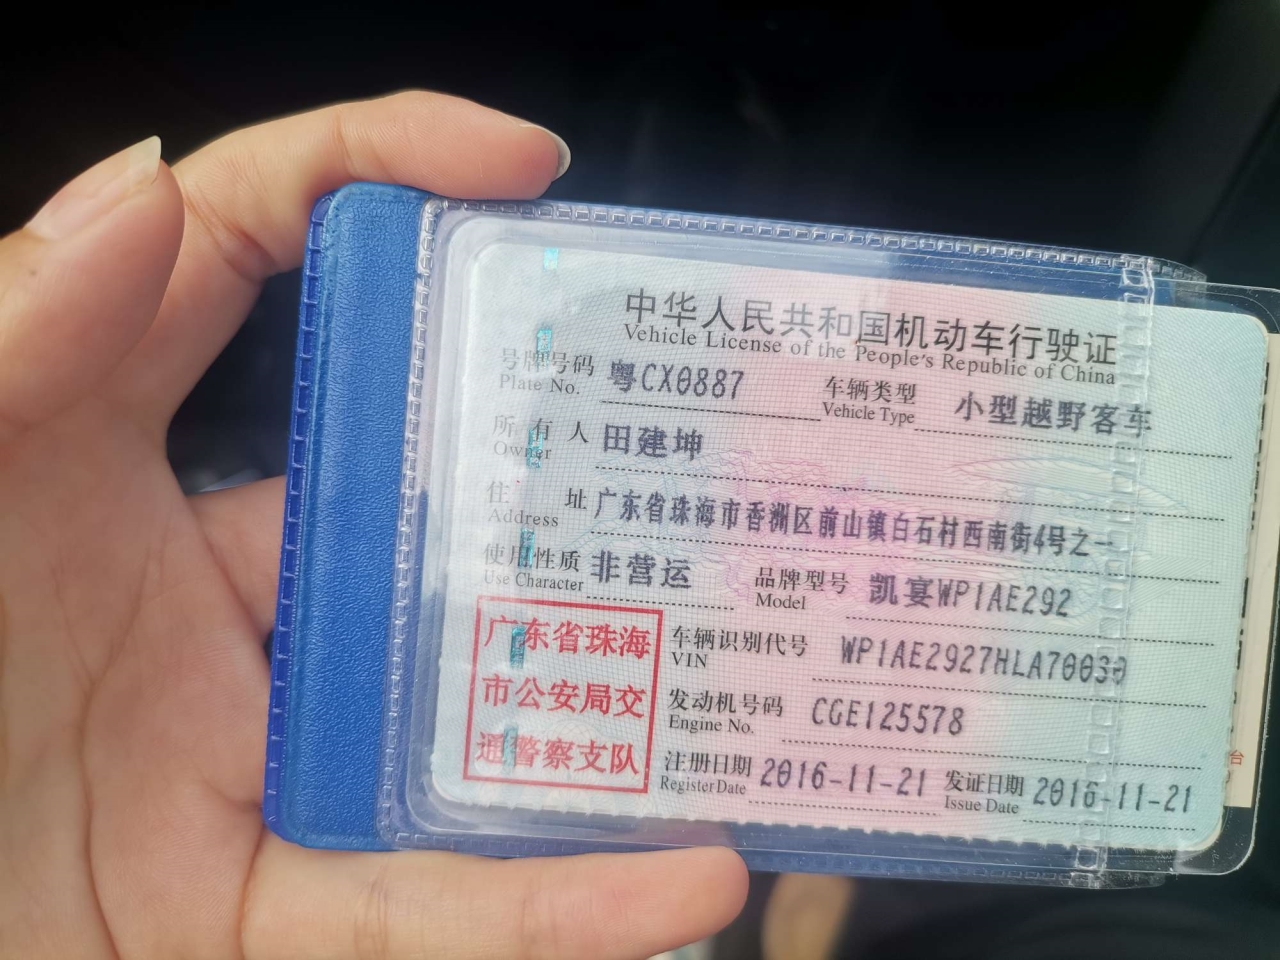 中华人民共和国机动车行驶证
Vehicle License of the People's Republic of China
号牌号码 粤CX0887 车辆类型 小型越野客车
Plate No. Vehicle Type
所有人 田建坤
Owner
住址 广东省珠海市香洲区前山镇白石村西南街4号之一
Address
使用性质 非营运 品牌型号 凯宴WP1AE292
Use Character Model
广东省珠海
市公安局交
通警察支队
车辆识别代号 WP1AE2927HLA70030
VIN
发动机号码 CGE125578
Engine No.
注册日期 2016-11-21 发证日期 2016-11-21
Register Date Issue Date
台